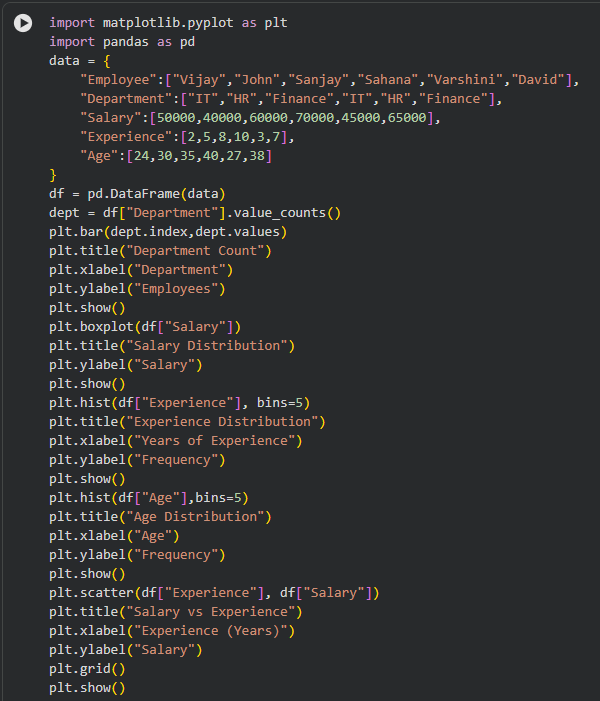 import matplotlib.pyplot as plt
import pandas as pd
data = {
    "Employee":["Vijay","John","Sanjay","Sahana","Varshini","David"],
    "Department":["IT","HR","Finance","IT","HR","Finance"],
    "Salary":[50000,40000,60000,70000,45000,65000],
    "Experience":[2,5,8,10,3,7],
    "Age":[24,30,35,40,27,38]
}
df = pd.DataFrame(data)
dept = df["Department"].value_counts()
plt.bar(dept.index,dept.values)
plt.title("Department Count")
plt.xlabel("Department")
plt.ylabel("Employees")
plt.show()
plt.boxplot(df["Salary"])
plt.title("Salary Distribution")
plt.ylabel("Salary")
plt.show()
plt.hist(df["Experience"], bins=5)
plt.title("Experience Distribution")
plt.xlabel("Years of Experience")
plt.ylabel("Frequency")
plt.show()
plt.hist(df["Age"],bins=5)
plt.title("Age Distribution")
plt.xlabel("Age")
plt.ylabel("Frequency")
plt.show()
plt.scatter(df["Experience"], df["Salary"])
plt.title("Salary vs Experience")
plt.xlabel("Experience (Years)")
plt.ylabel("Salary")
plt.grid()
plt.show()